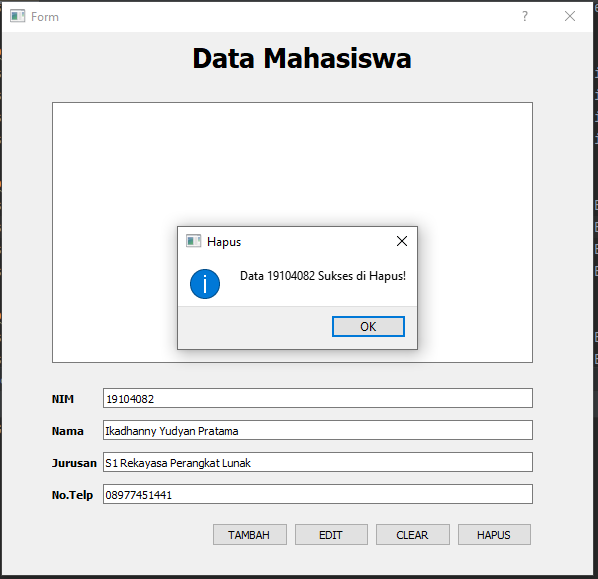 Form
Data Mahasiswa
Hapus
Data 19104082 Sukses di Hapus!
OK
NIM 19104082
Nama Ikadhanny Yudyan Pratama
Jurusan S1 Rekayasa Perangkat Lunak
No.Telp 08977451441
TAMBAH EDIT CLEAR HAPUS